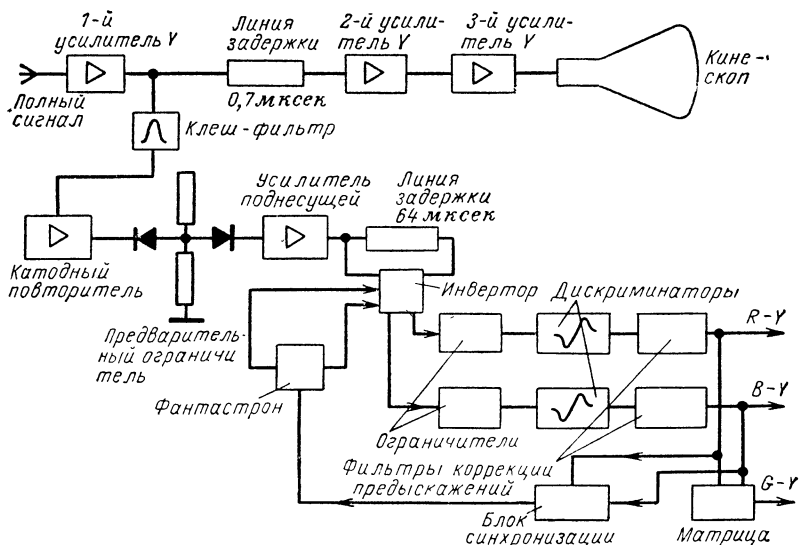 1-й
усилитель Y
Линия
задержки
0,7 мксек
2-й усили-
тель Y
3-й усили-
тель Y
Кине-
скоп
Полный
сигнал
Клеш-фильтр
Катодный
повторитель
Усилитель
поднесущей
Линия
задержки
64 мксек
Предваритель-
ный ограничи
тель
Инвертор
Дискриминаторы
R-Y
Фантастрон
Ограничители
B-Y
Фильтры коррекции
предыскажений
G-Y
Блок
синхронизации
Матрица